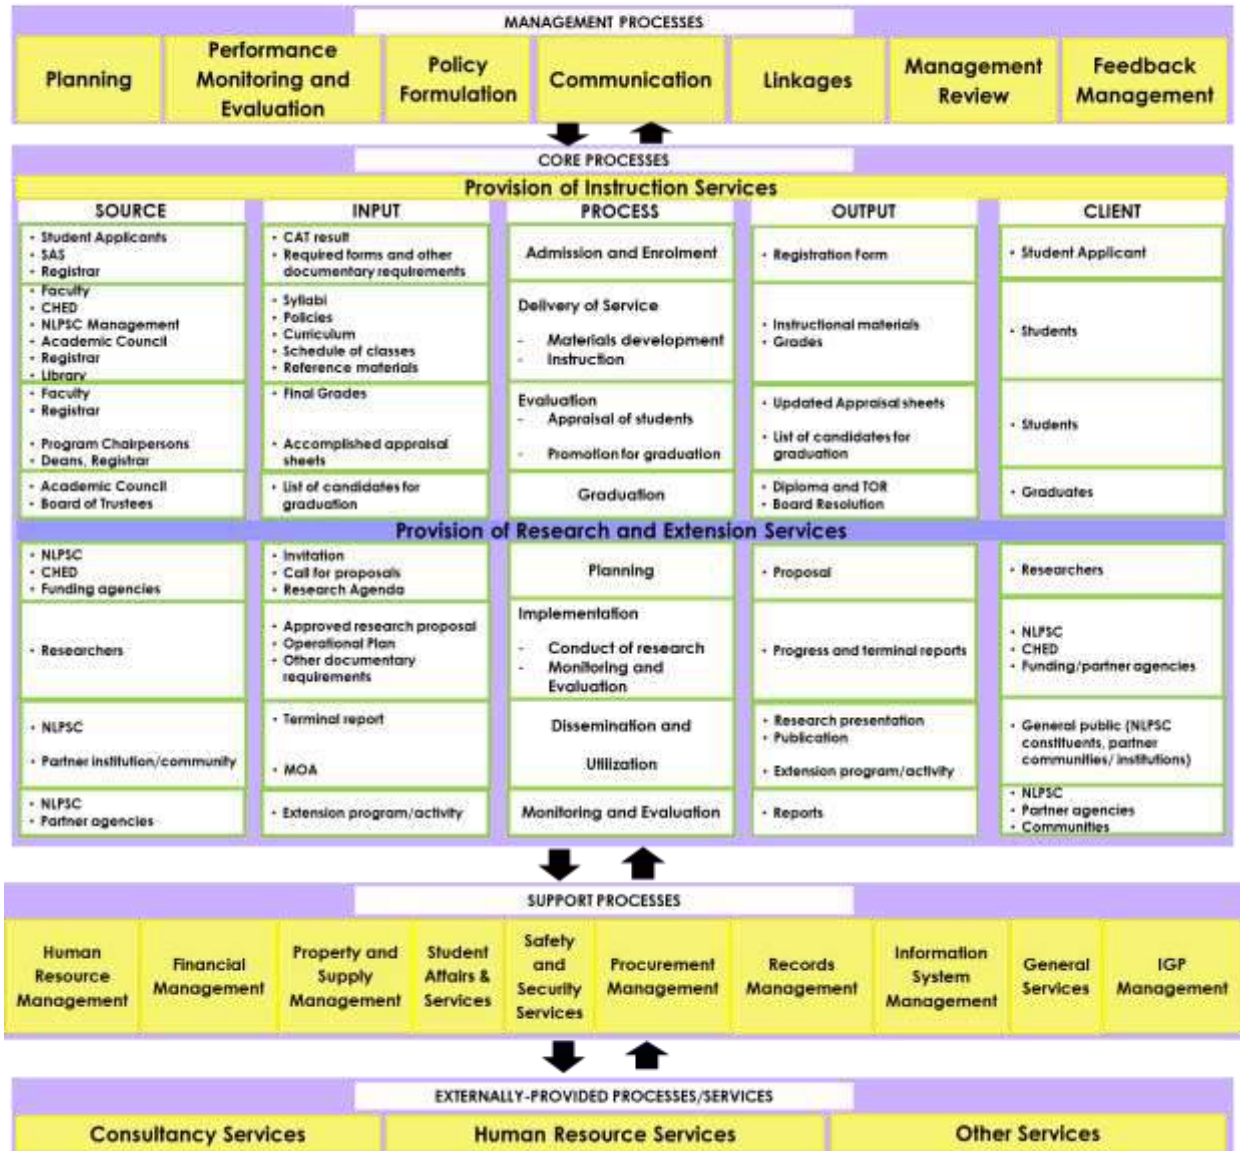 MANAGEMENT PROCESSES
Planning
Performance
Monitoring and
Evaluation
Policy
Formulation
Communication
Linkages
Management
Review
Feedback
Management
CORE PROCESSES
Provision of Instruction Services
SOURCE
INPUT
PROCESS
OUTPUT
CLIENT
• Student Applicants
• SAS
• Registrar
• CAT result
• Required forms and other
documentary requirements
Admission and Enrolment
• Registration Form
• Student Applicant
• Faculty
• CHED
• NLPSC Management
• Academic Council
• Registrar
• Library
• Syllabi
• Policies
• Curriculum
• Schedule of classes
• Reference materials
Delivery of Service
- Materials development
- Instruction
• Instructional materials
• Grades
• Students
• Faculty
• Registrar
• Program Chairpersons
• Deans, Registrar
• Final Grades
• Accomplished appraisal
sheets
Evaluation
- Appraisal of students
- Promotion for graduation
• Updated Appraisal sheets
• List of candidates for
graduation
• Students
• Academic Council
• Board of Trustees
• List of candidates for
graduation
Graduation
• Diploma and TOR
• Board Resolution
• Graduates
Provision of Research and Extension Services
• NLPSC
• CHED
• Funding agencies
• Invitation
• Call for proposals
• Research Agenda
Planning
• Proposal
• Researchers
• Researchers
• Approved research proposal
• Operational Plan
• Other documentary
requirements
Implementation
- Conduct of research
- Monitoring and
Evaluation
• Progress and terminal reports
• NLPSC
• CHED
• Funding/partner agencies
• NLPSC
• Partner institution/community
• Terminal report
• MOA
Dissemination and
Utilization
• Research presentation
• Publication
• Extension program/activity
• General public (NLPSC
constituents, partner
communities/ institutions)
• NLPSC
• Partner agencies
• Extension program/activity
Monitoring and Evaluation
• Reports
• NLPSC
• Partner agencies
• Communities
SUPPORT PROCESSES
Human
Resource
Management
Financial
Management
Property and
Supply
Management
Student
Affairs &
Services
Safety
and
Security
Services
Procurement
Management
Records
Management
Information
System
Management
General
Services
IGP
Management
EXTERNALLY-PROVIDED PROCESSES/SERVICES
Consultancy Services
Human Resource Services
Other Services